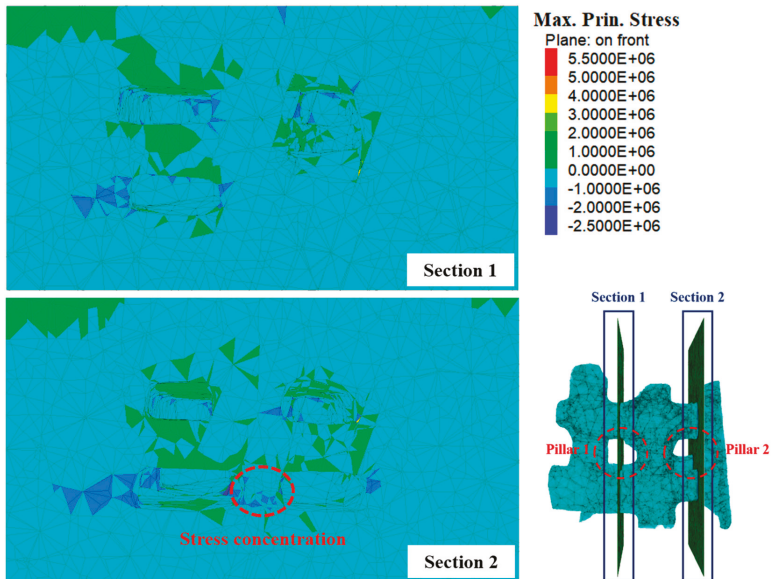 Max. Prin. Stress
Plane: on front
5.5000E+06
5.0000E+06
4.0000E+06
3.0000E+06
2.0000E+06
1.0000E+06
0.0000E+00
-1.0000E+06
-2.0000E+06
-2.5000E+06
Section 1
Section 1 Section 2
Pillar 1 Pillar 2
Stress concentration
Section 2